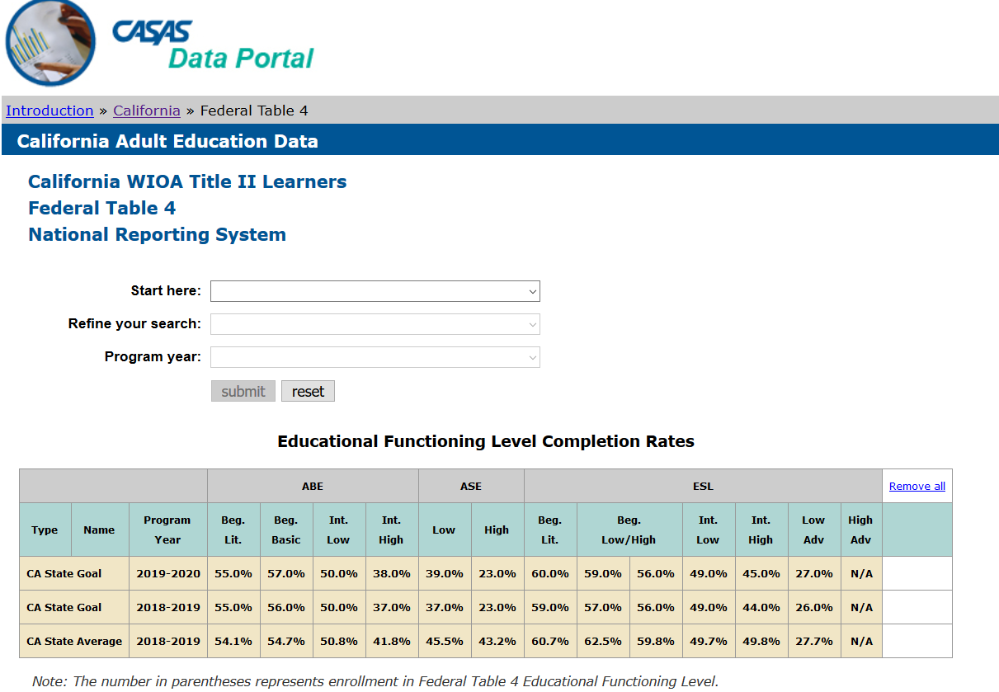 CASAS
Data Portal
Introduction » California » Federal Table 4
California Adult Education Data
California WIOA Title II Learners
Federal Table 4
National Reporting System
Start here:
Refine your search:
Program year:
submit reset
Educational Functioning Level Completion Rates
ABE ASE ESL Remove all
Type Name Program Year Beg. Lit. Beg. Basic Int. Low Int. High Low High Beg. Lit. Beg. Low/High Int. Low Int. High Low Adv High Adv
CA State Goal 2019-2020 55.0% 57.0% 50.0% 38.0% 39.0% 23.0% 60.0% 59.0% 56.0% 49.0% 45.0% 27.0% N/A
CA State Goal 2018-2019 55.0% 56.0% 50.0% 37.0% 37.0% 23.0% 59.0% 57.0% 56.0% 49.0% 44.0% 26.0% N/A
CA State Average 2018-2019 54.1% 54.7% 50.8% 41.8% 45.5% 43.2% 60.7% 62.5% 59.8% 49.7% 49.8% 27.7% N/A
Note: The number in parentheses represents enrollment in Federal Table 4 Educational Functioning Level.